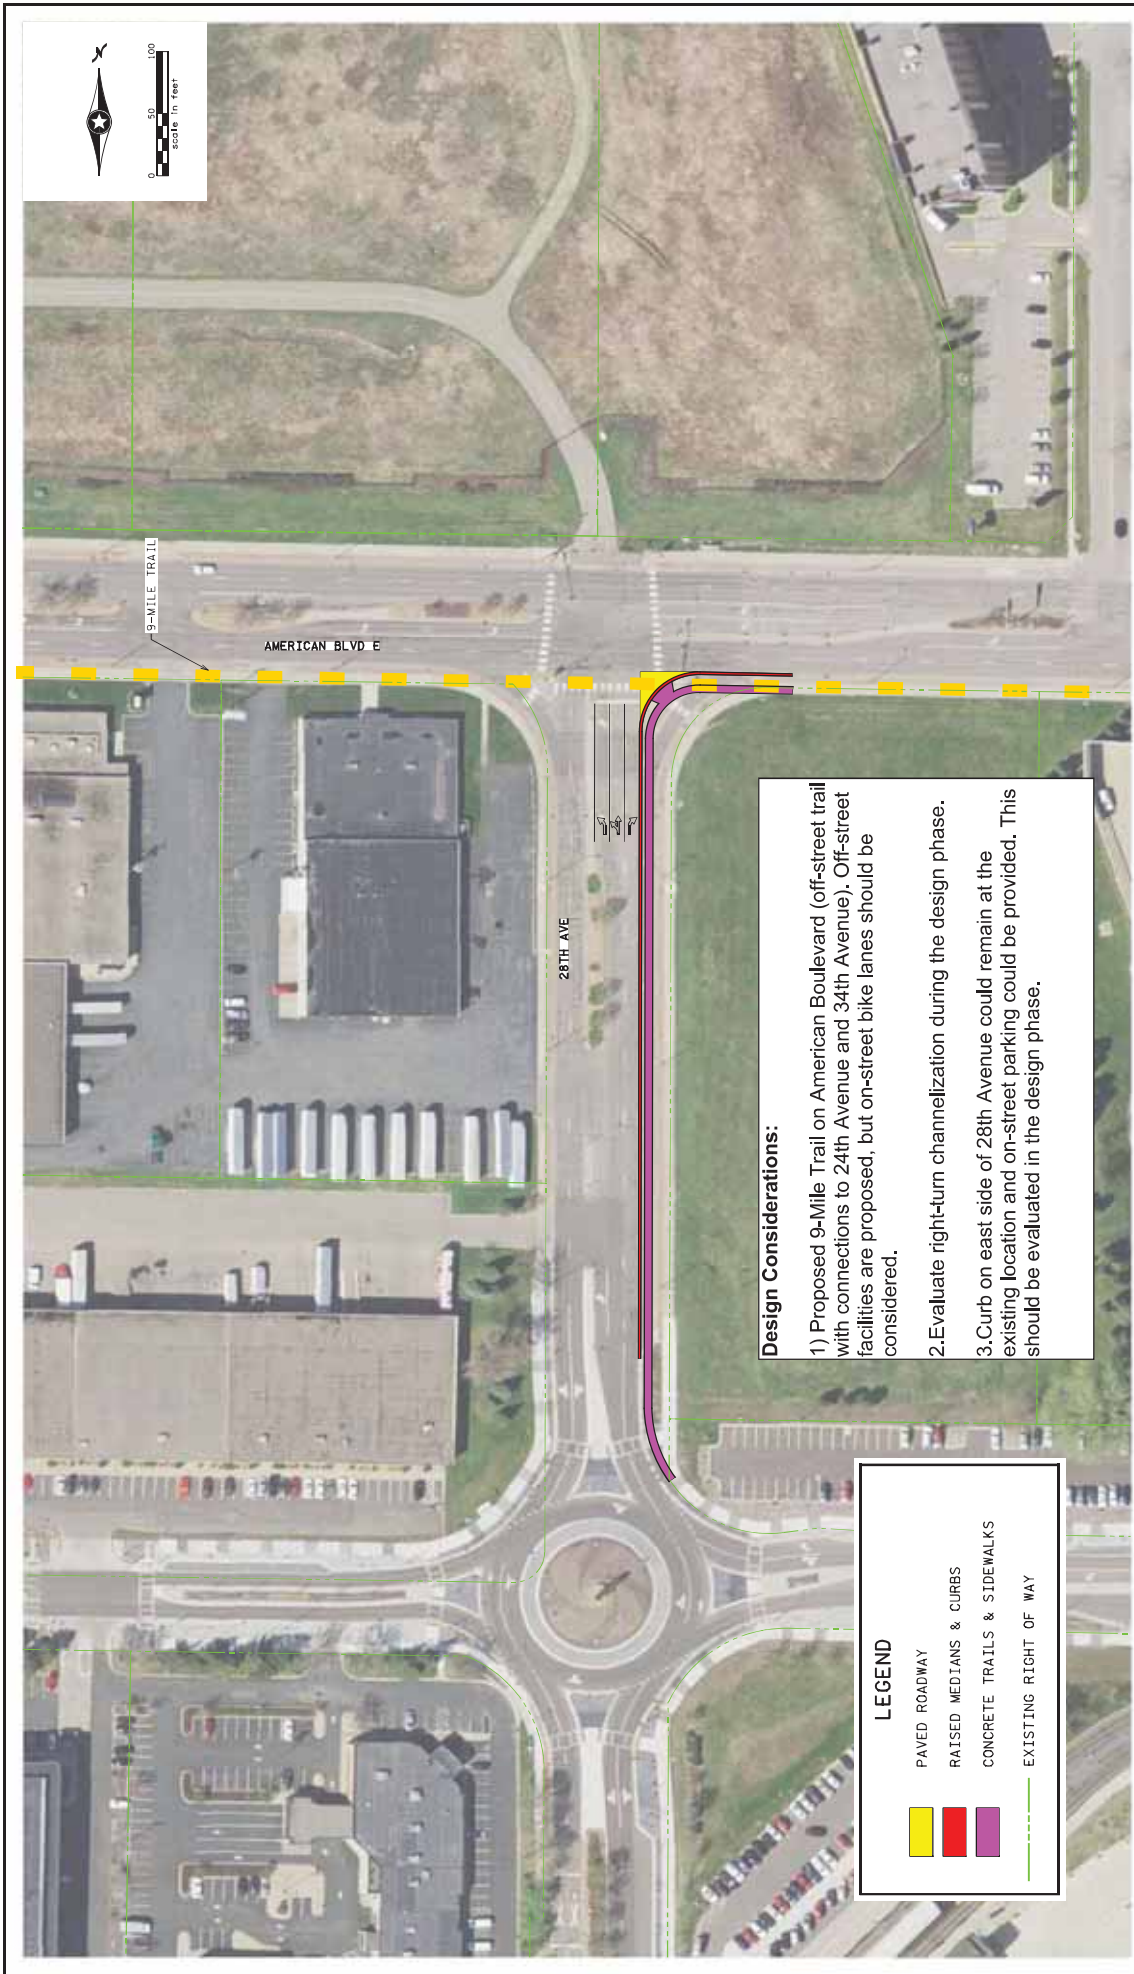 0 50 100
scale in feet
9-MILE TRAIL
AMERICAN BLVD E
28TH AVE
Design Considerations:
1) Proposed 9-Mile Trail on American Boulevard (off-street trail
with connections to 24th Avenue and 34th Avenue). Off-street
facilities are proposed, but on-street bike lanes should be
considered.
2.Evaluate right-turn channelization during the design phase.
3.Curb on east side of 28th Avenue could remain at the
existing location and on-street parking could be provided. This
should be evaluated in the design phase.
LEGEND
PAVED ROADWAY
RAISED MEDIANS & CURBS
CONCRETE TRAILS & SIDEWALKS
EXISTING RIGHT OF WAY